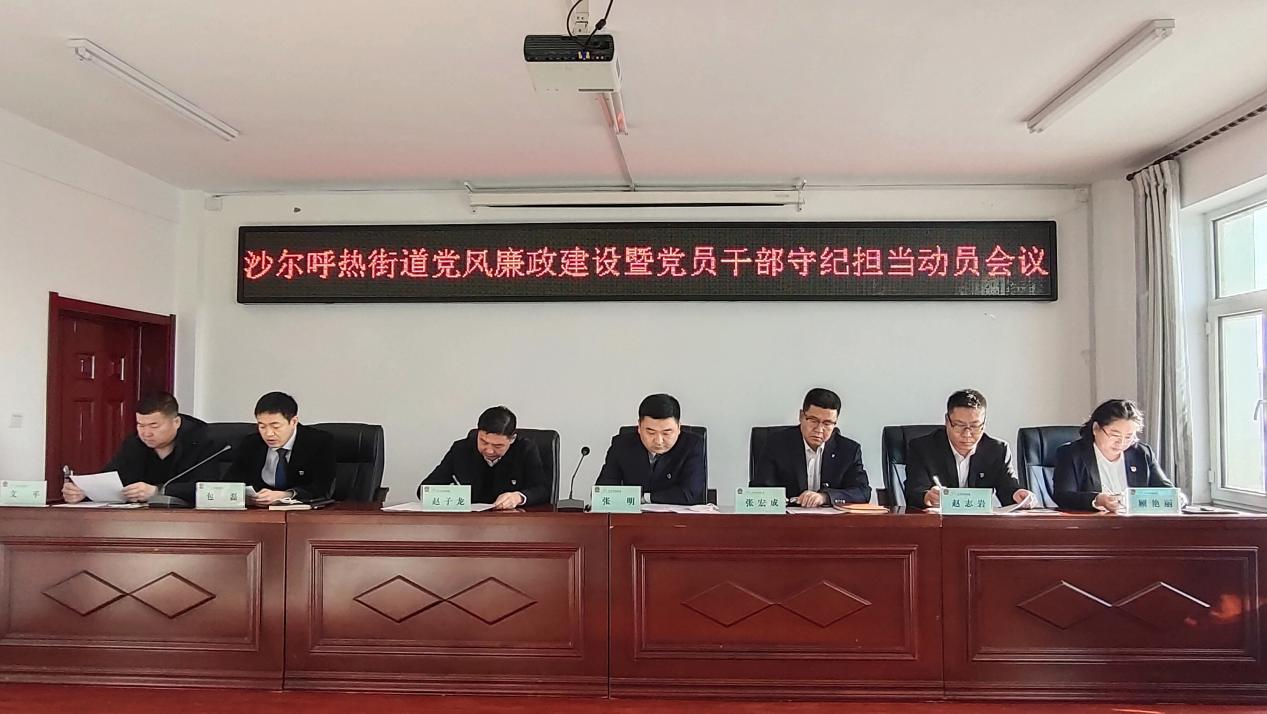 沙尔呼热街道党风廉政建设暨党员干部守纪担当动员会议
文 平
包 磊
赵子龙
张 明
张宏成
赵志岩
顾艳丽